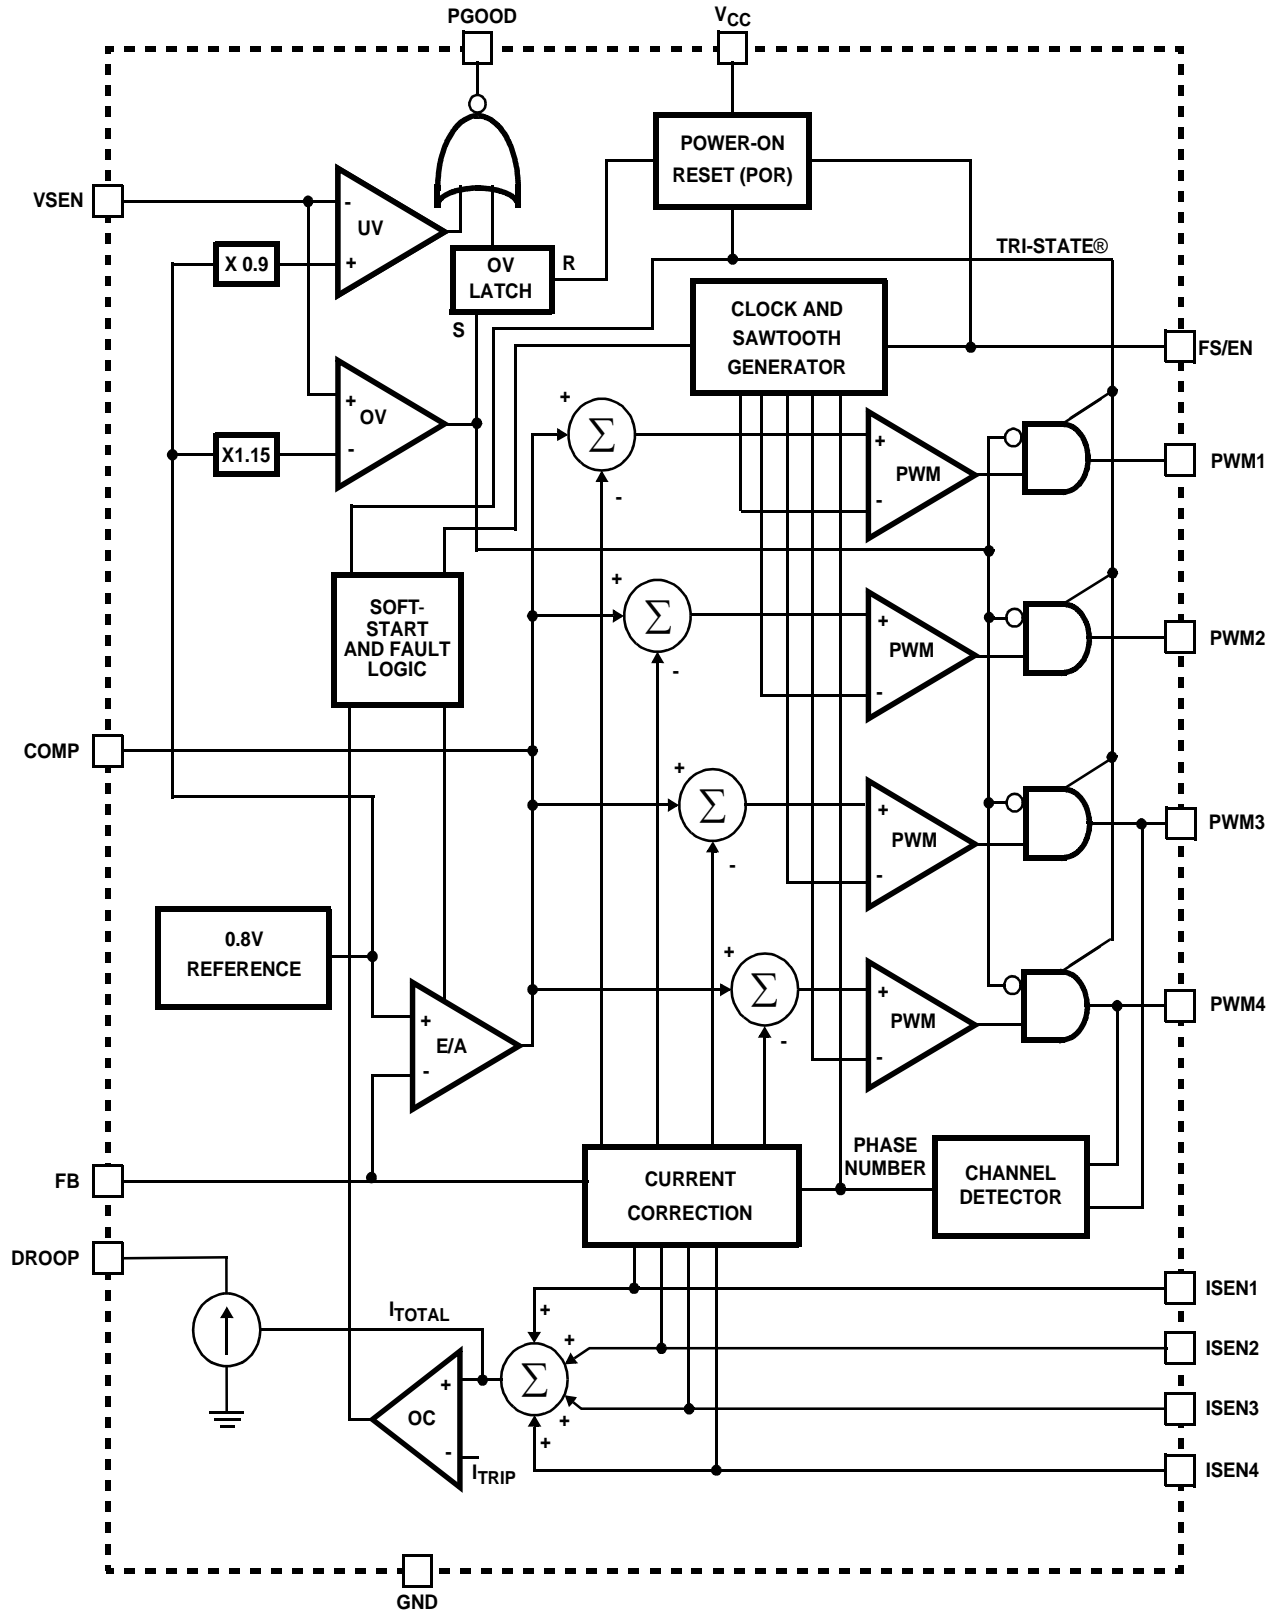 PGOOD
VCC
POWER-ON
RESET (POR)
VSEN
-
UV
+
X 0.9
OV
LATCH
R
S
TRI-STATE®
CLOCK AND
SAWTOOTH
GENERATOR
FS/EN
+
OV
-
X1.15
+
Σ
-
+
PWM
-
PWM1
SOFT-
START
AND FAULT
LOGIC
+
Σ
-
+
PWM
-
PWM2
COMP
+
Σ
-
+
PWM
-
PWM3
0.8V
REFERENCE
+
Σ
-
+
PWM
-
PWM4
+
E/A
-
FB
CURRENT
CORRECTION
PHASE
NUMBER
CHANNEL
DETECTOR
DROOP
ITOTAL
+
OC
-
ITRIP
+
+
Σ
+
+
ISEN1
ISEN2
ISEN3
ISEN4
GND